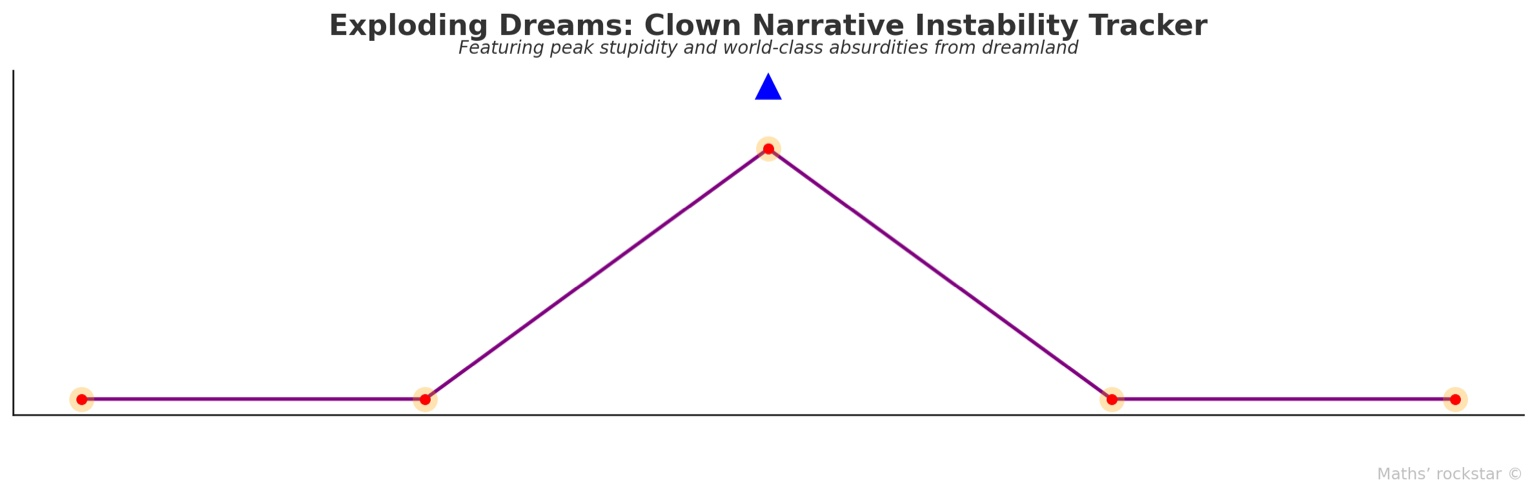 Exploding Dreams: Clown Narrative Instability Tracker
Featuring peak stupidity and world-class absurdities from dreamland
Maths’ rockstar ©